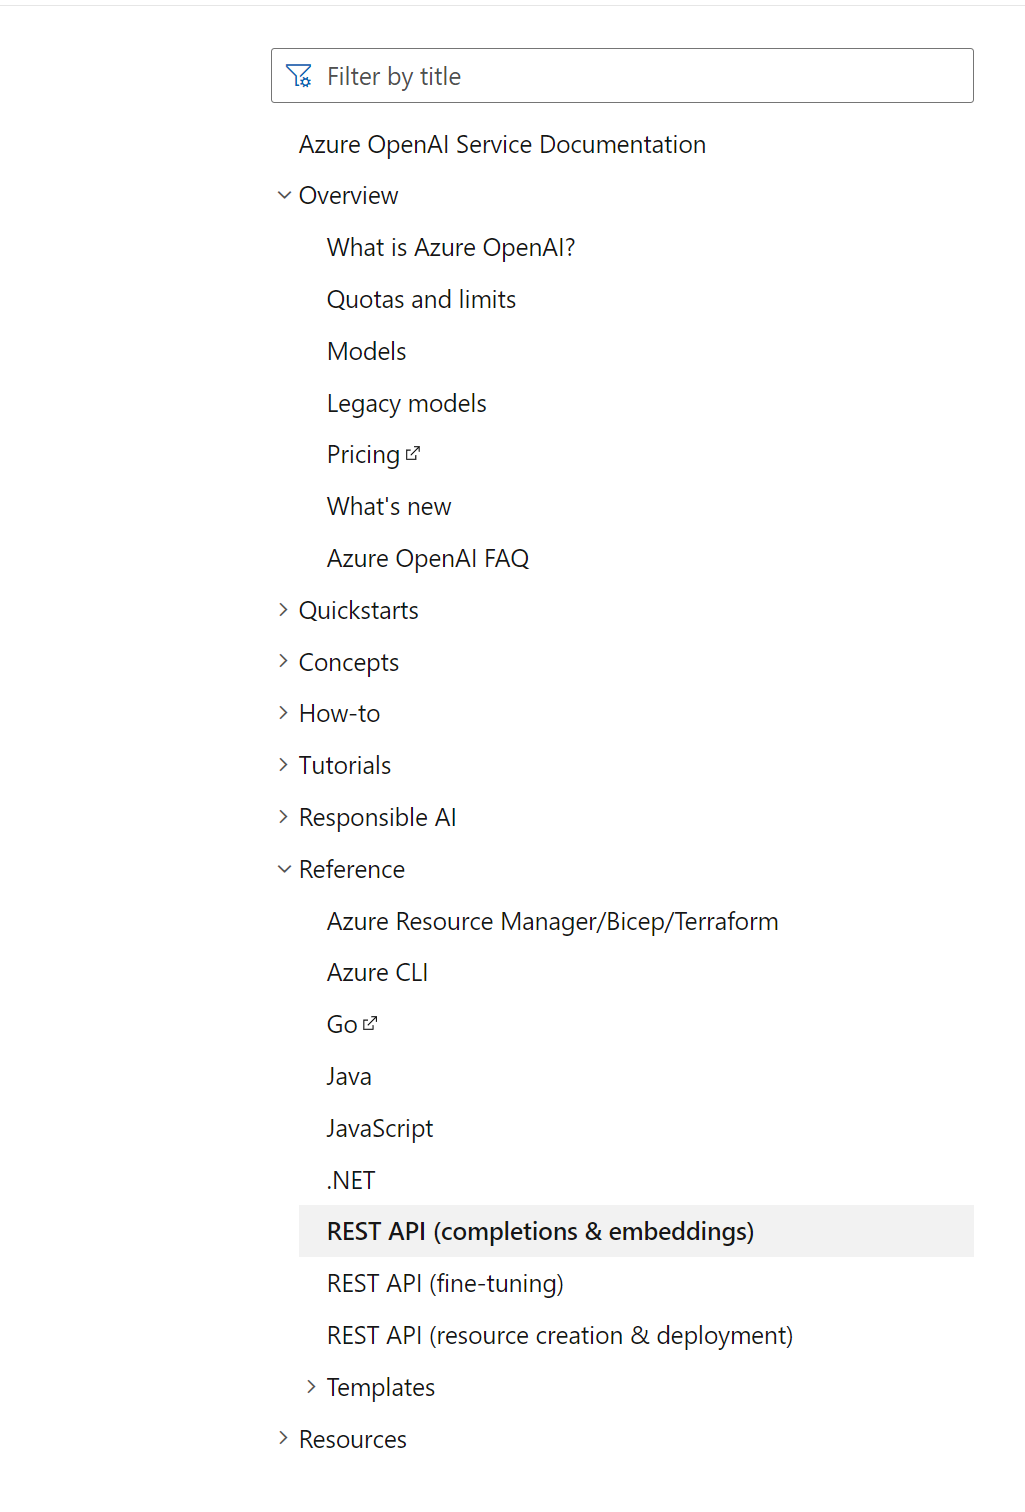 Filter by title
Azure OpenAI Service Documentation
Overview
What is Azure OpenAI?
Quotas and limits
Models
Legacy models
Pricing
What's new
Azure OpenAI FAQ
Quickstarts
Concepts
How-to
Tutorials
Responsible AI
Reference
Azure Resource Manager/Bicep/Terraform
Azure CLI
Go
Java
JavaScript
.NET
REST API (completions & embeddings)
REST API (fine-tuning)
REST API (resource creation & deployment)
Templates
Resources